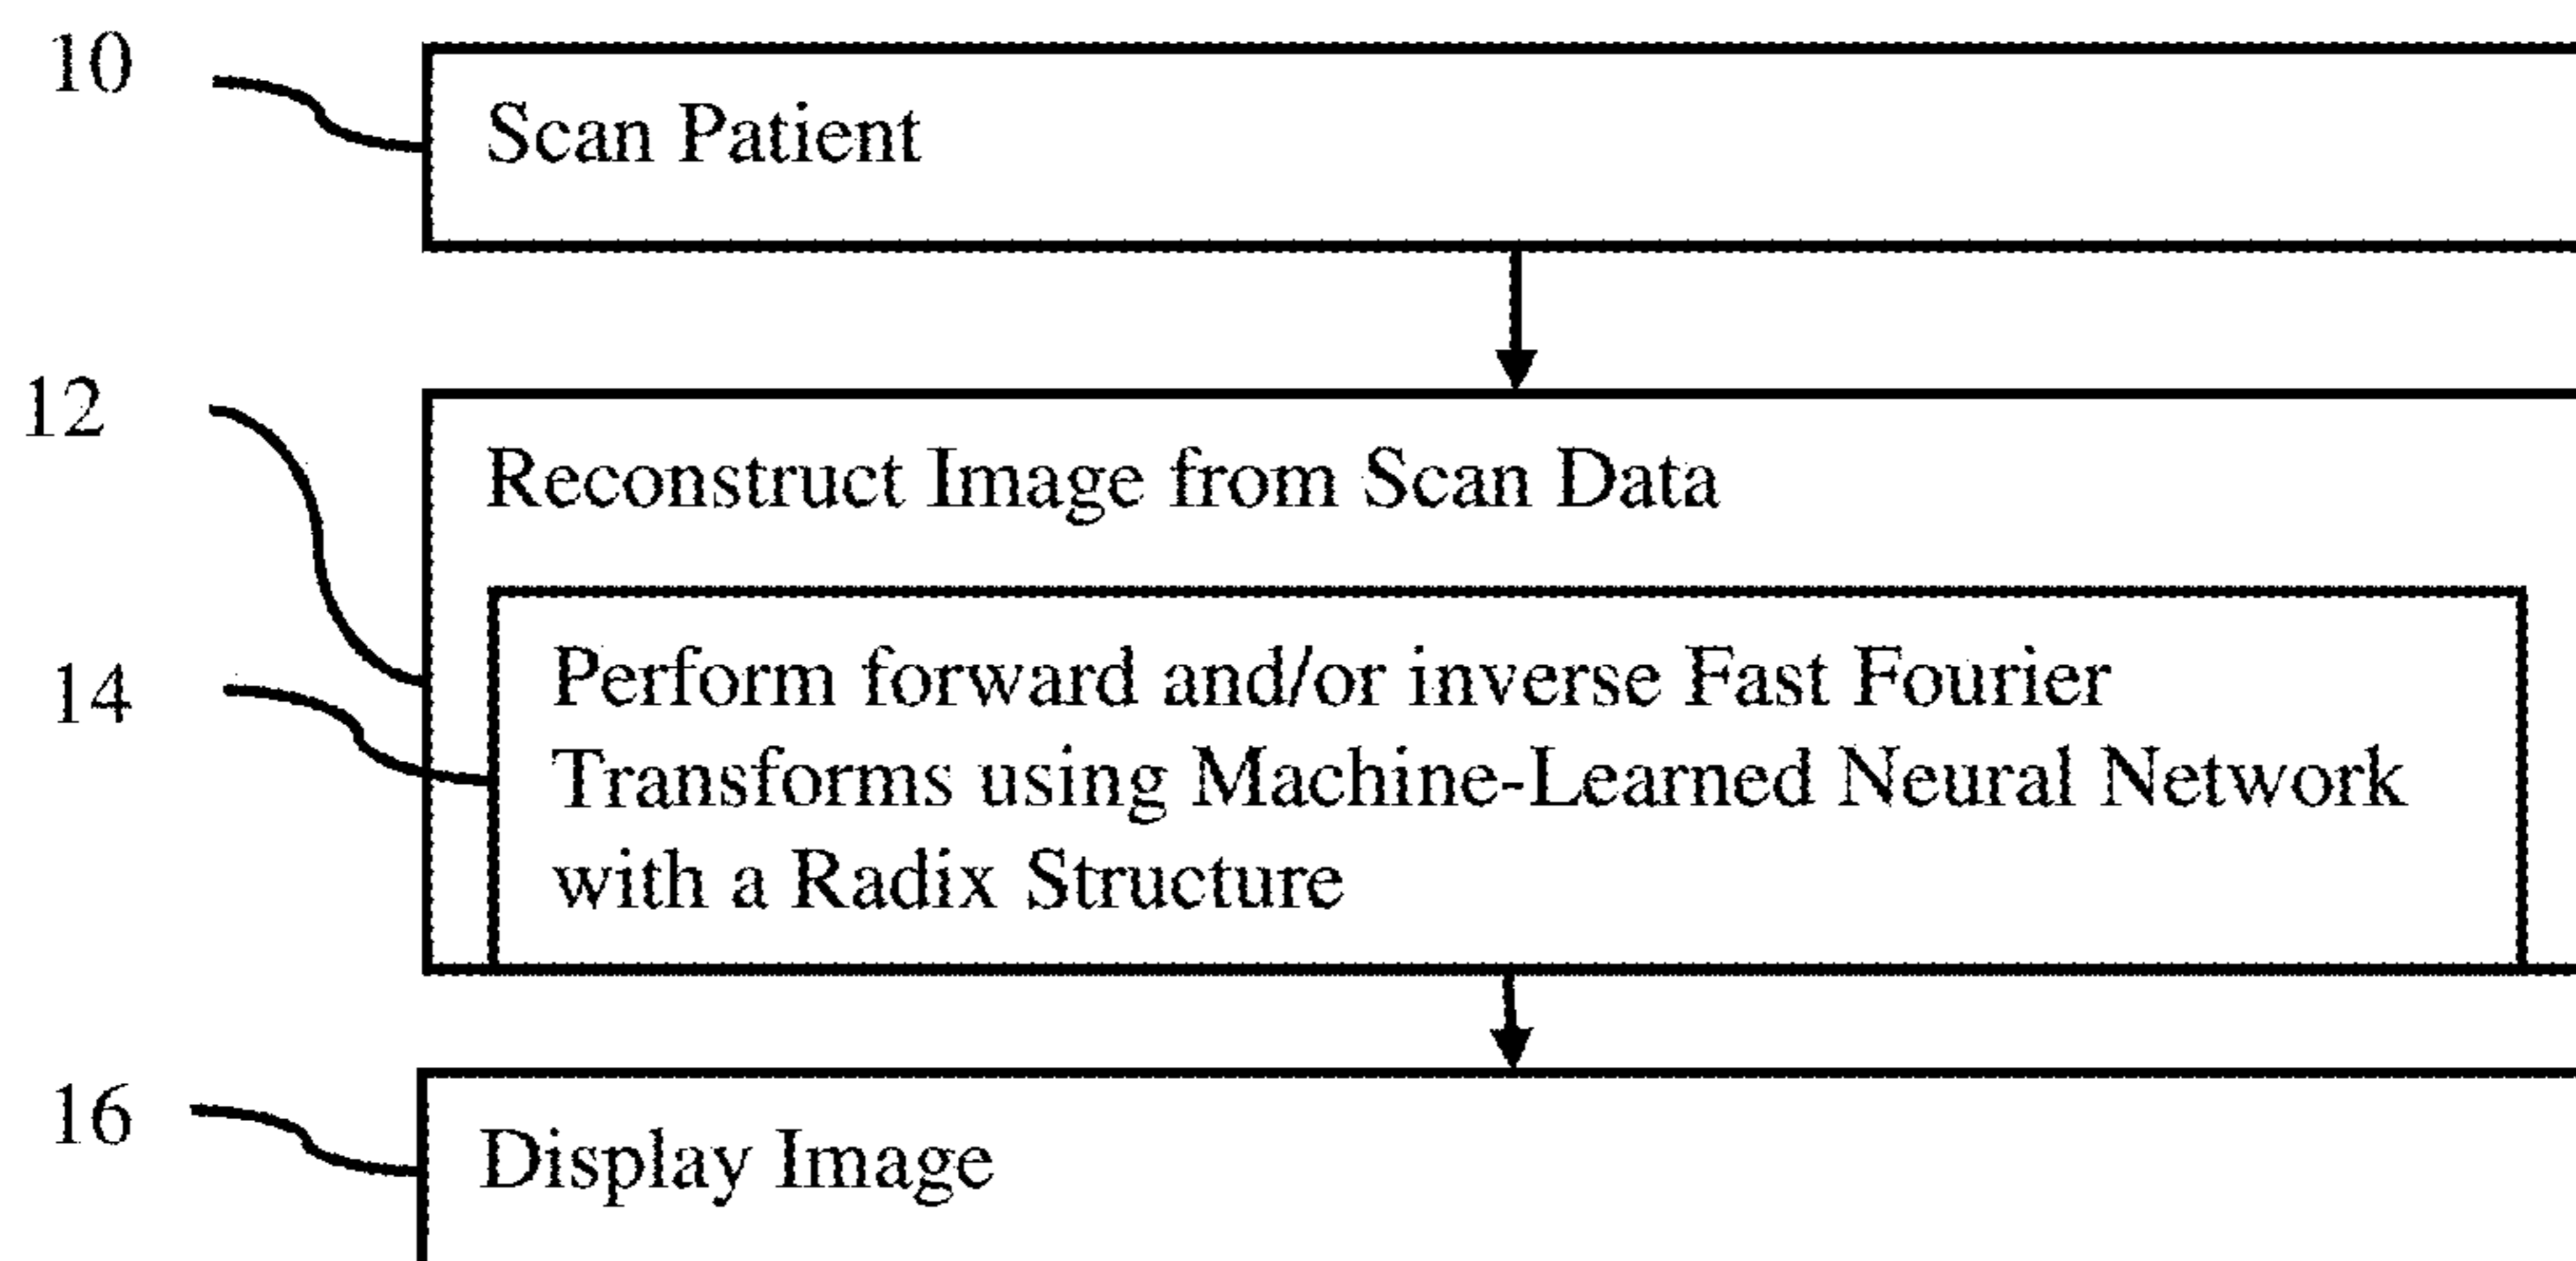 10
Scan Patient
12
Reconstruct Image from Scan Data
14
Perform forward and/or inverse Fast Fourier
Transforms using Machine-Learned Neural Network
with a Radix Structure
16
Display Image